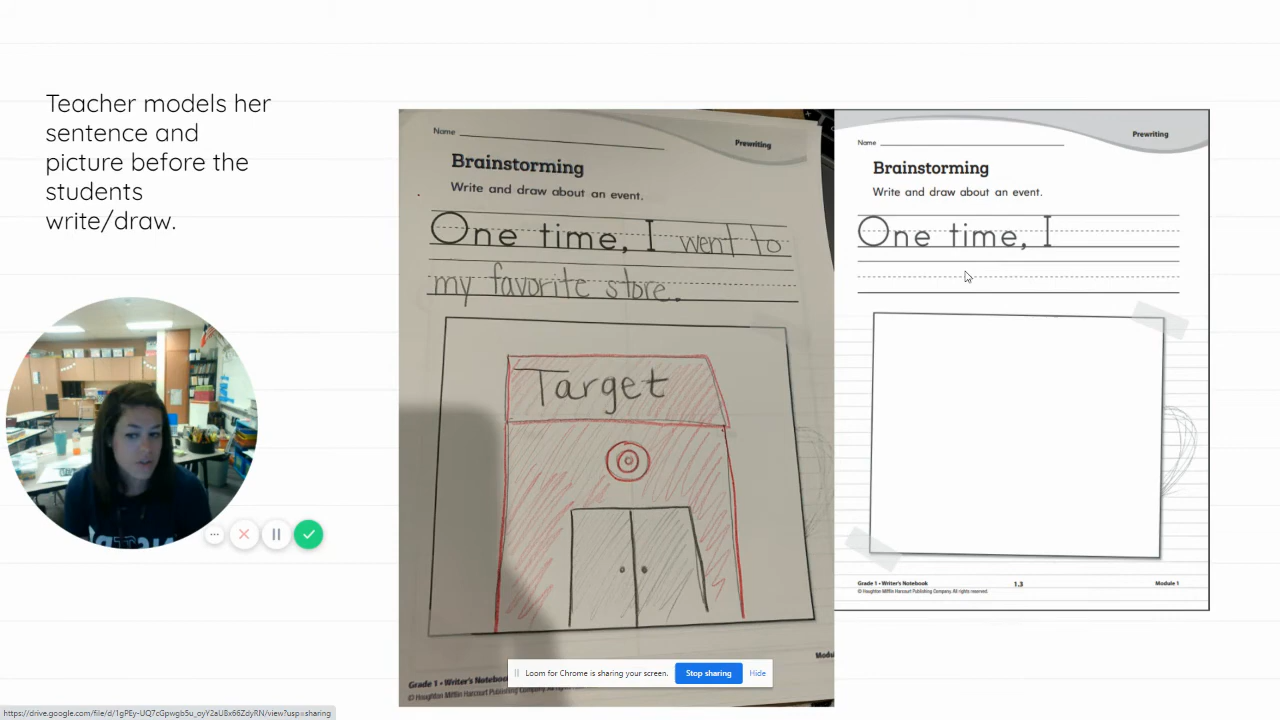 Teacher models her
sentence and
picture before the
students
write/draw.
Name
Prewriting
Brainstorming
Write and draw about an event.
One time, I went to
my favorite store.
Target
Grade 1 • Writer's Notebook
© Houghton Mifflin Harcourt Publishing Company. All rights
Name
Prewriting
Brainstorming
Write and draw about an event.
One time, I
Grade 1 • Writer's Notebook
© Houghton Mifflin Harcourt Publishing Company. All rights reserved.
1.3
Module 1
Loom for Chrome is sharing your screen.
Stop sharing
Hide